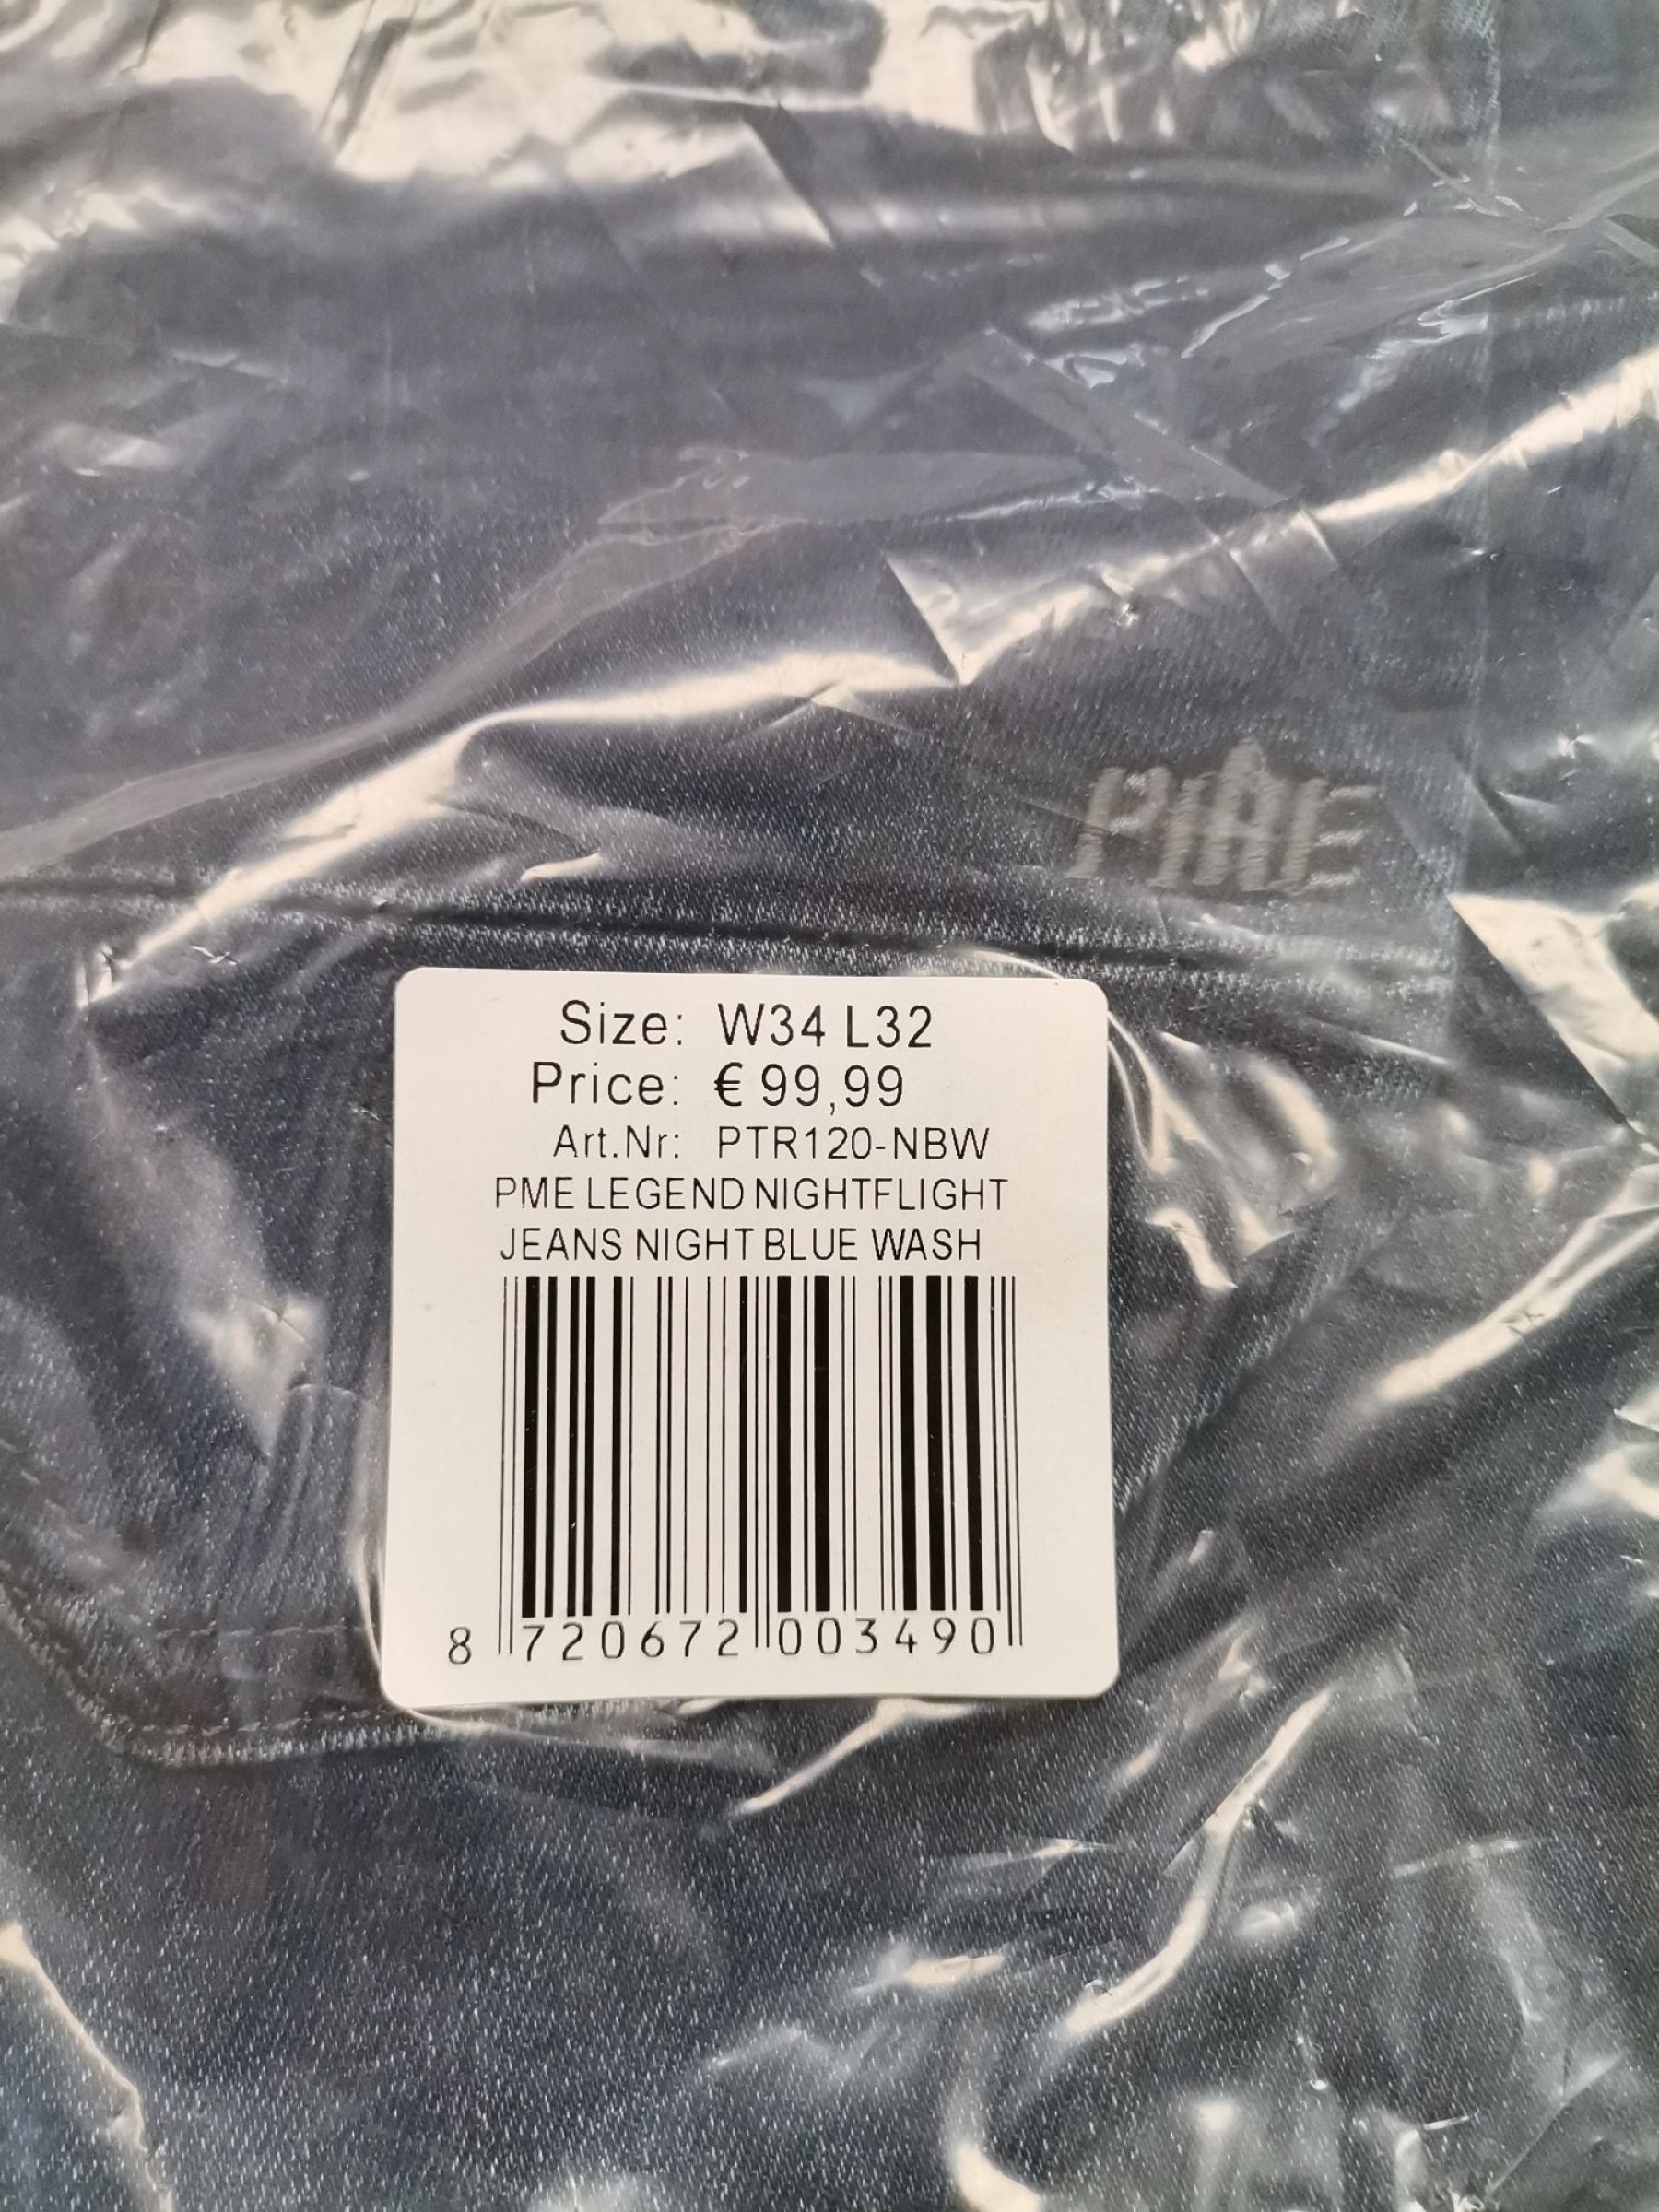 PME
Size: W34 L32
Price: € 99,99
Art.Nr: PTR120-NBW
PME LEGEND NIGHTFLIGHT
JEANS NIGHT BLUE WASH
8 720672 003490